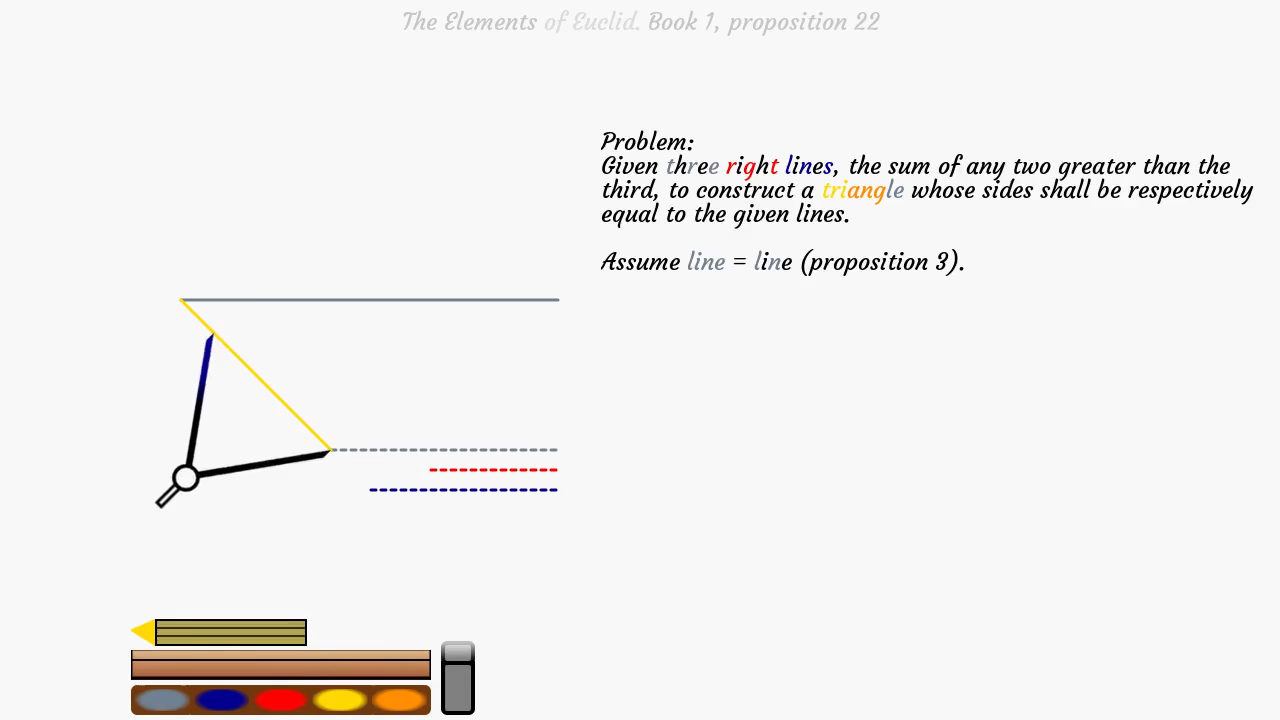 The Elements of Euclid. Book 1, proposition 22
Problem:
Given three right lines, the sum of any two greater than the
third, to construct a triangle whose sides shall be respectively
equal to the given lines.
Assume line = line (proposition 3).